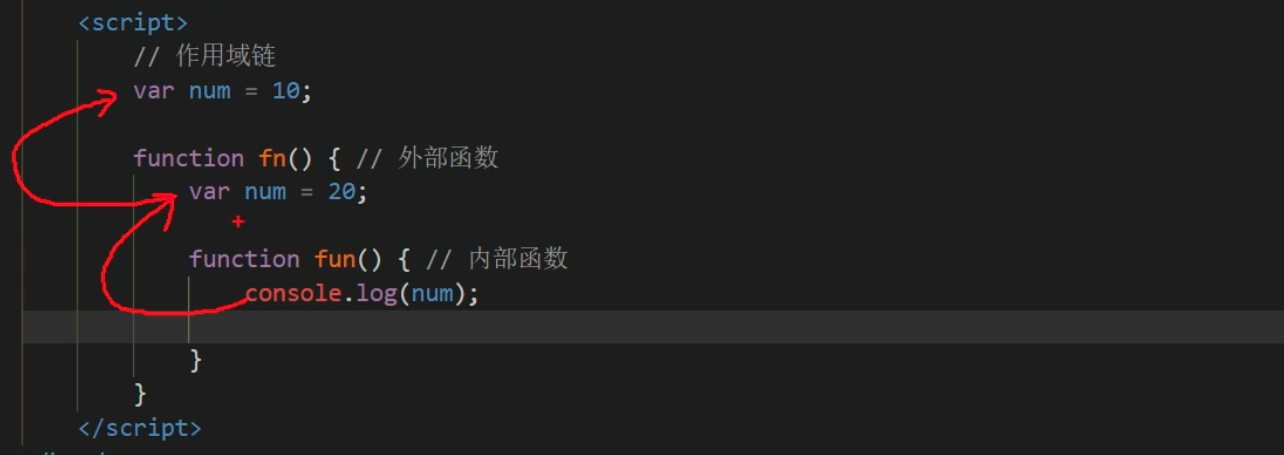 <script>
// 作用域链
var num = 10;
function fn() { // 外部函数
var num = 20;
function fun() { // 内部函数
console.log(num);
}
}
</script>